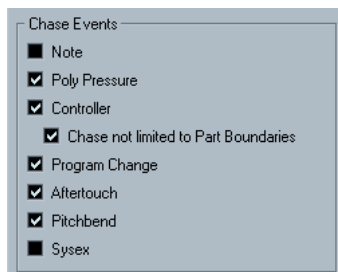 Chase Events
Note
Poly Pressure
Controller
Chase not limited to Part Boundaries
Program Change
Aftertouch
Pitchbend
Sysex